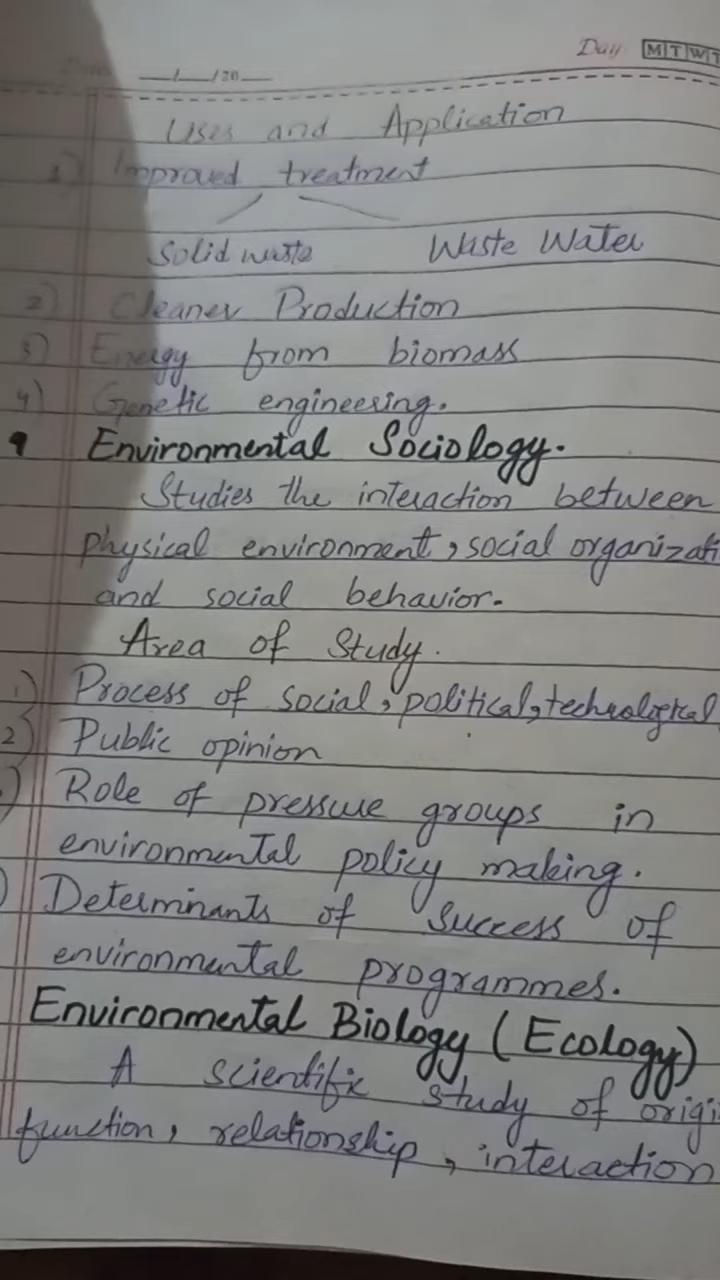 Day MTWT
Date __/__/20__
Uses and Application
1) Improved treatment
Solid waste Waste Water
2) Cleaner Production
3) Energy from biomass
4) Genetic engineering.
Environmental Sociology.
Studies the interaction between
physical environment, social organizati
and social behavior.
Area of Study.
1) Process of social, political, technological
2) Public opinion
) Role of pressure groups in
environmental policy making.
) Determinants of success of
environmental programmes.
Environmental Biology (Ecology)
A scientific study of origi
function, relationship, interaction